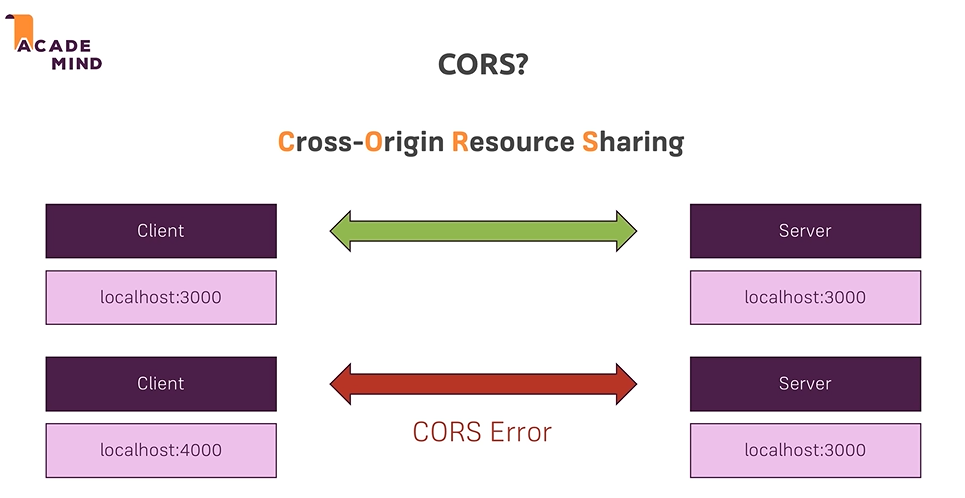 ACADE
MIND
CORS?
Cross-Origin Resource Sharing
Client
Server
localhost:3000
localhost:3000
Client
Server
CORS Error
localhost:4000
localhost:3000